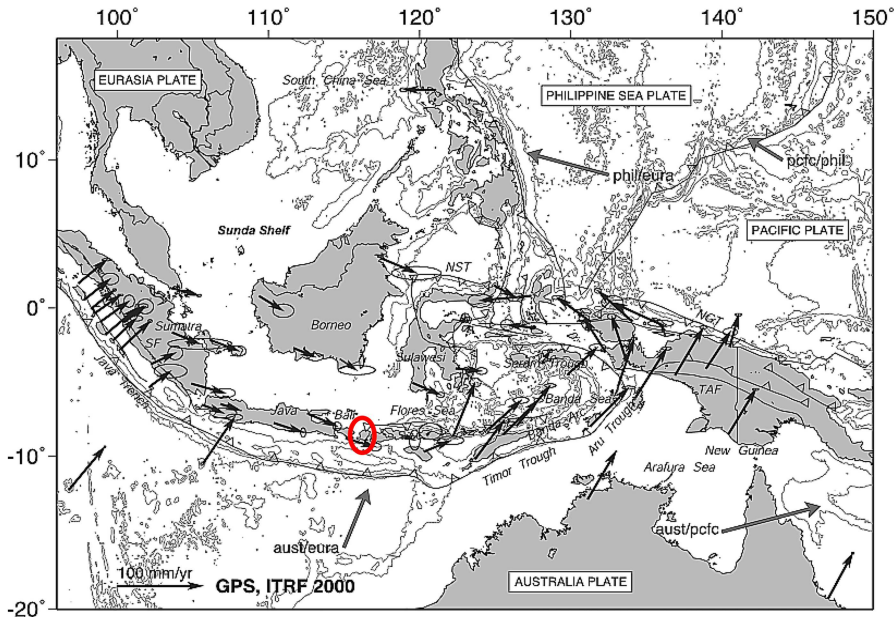 100˚ 110˚ 120˚ 130˚ 140˚ 150˚
EURASIA PLATE
South China Sea
PHILIPPINE SEA PLATE
10˚
phil/eura
pcfc/phil
Sunda Shelf
PACIFIC PLATE
NST
0˚
NGT
Sumatra
SF
Borneo
Sulawesi
Seram Trough
Java Trench
TAF
Java
Bali
Flores Sea
Banda Sea
Banda Arc
Aru Trough
New Guinea
-10˚
Timor Trough
Arafura Sea
aust/eura
aust/pcfc
100 mm/yr
GPS, ITRF 2000
AUSTRALIA PLATE
-20˚